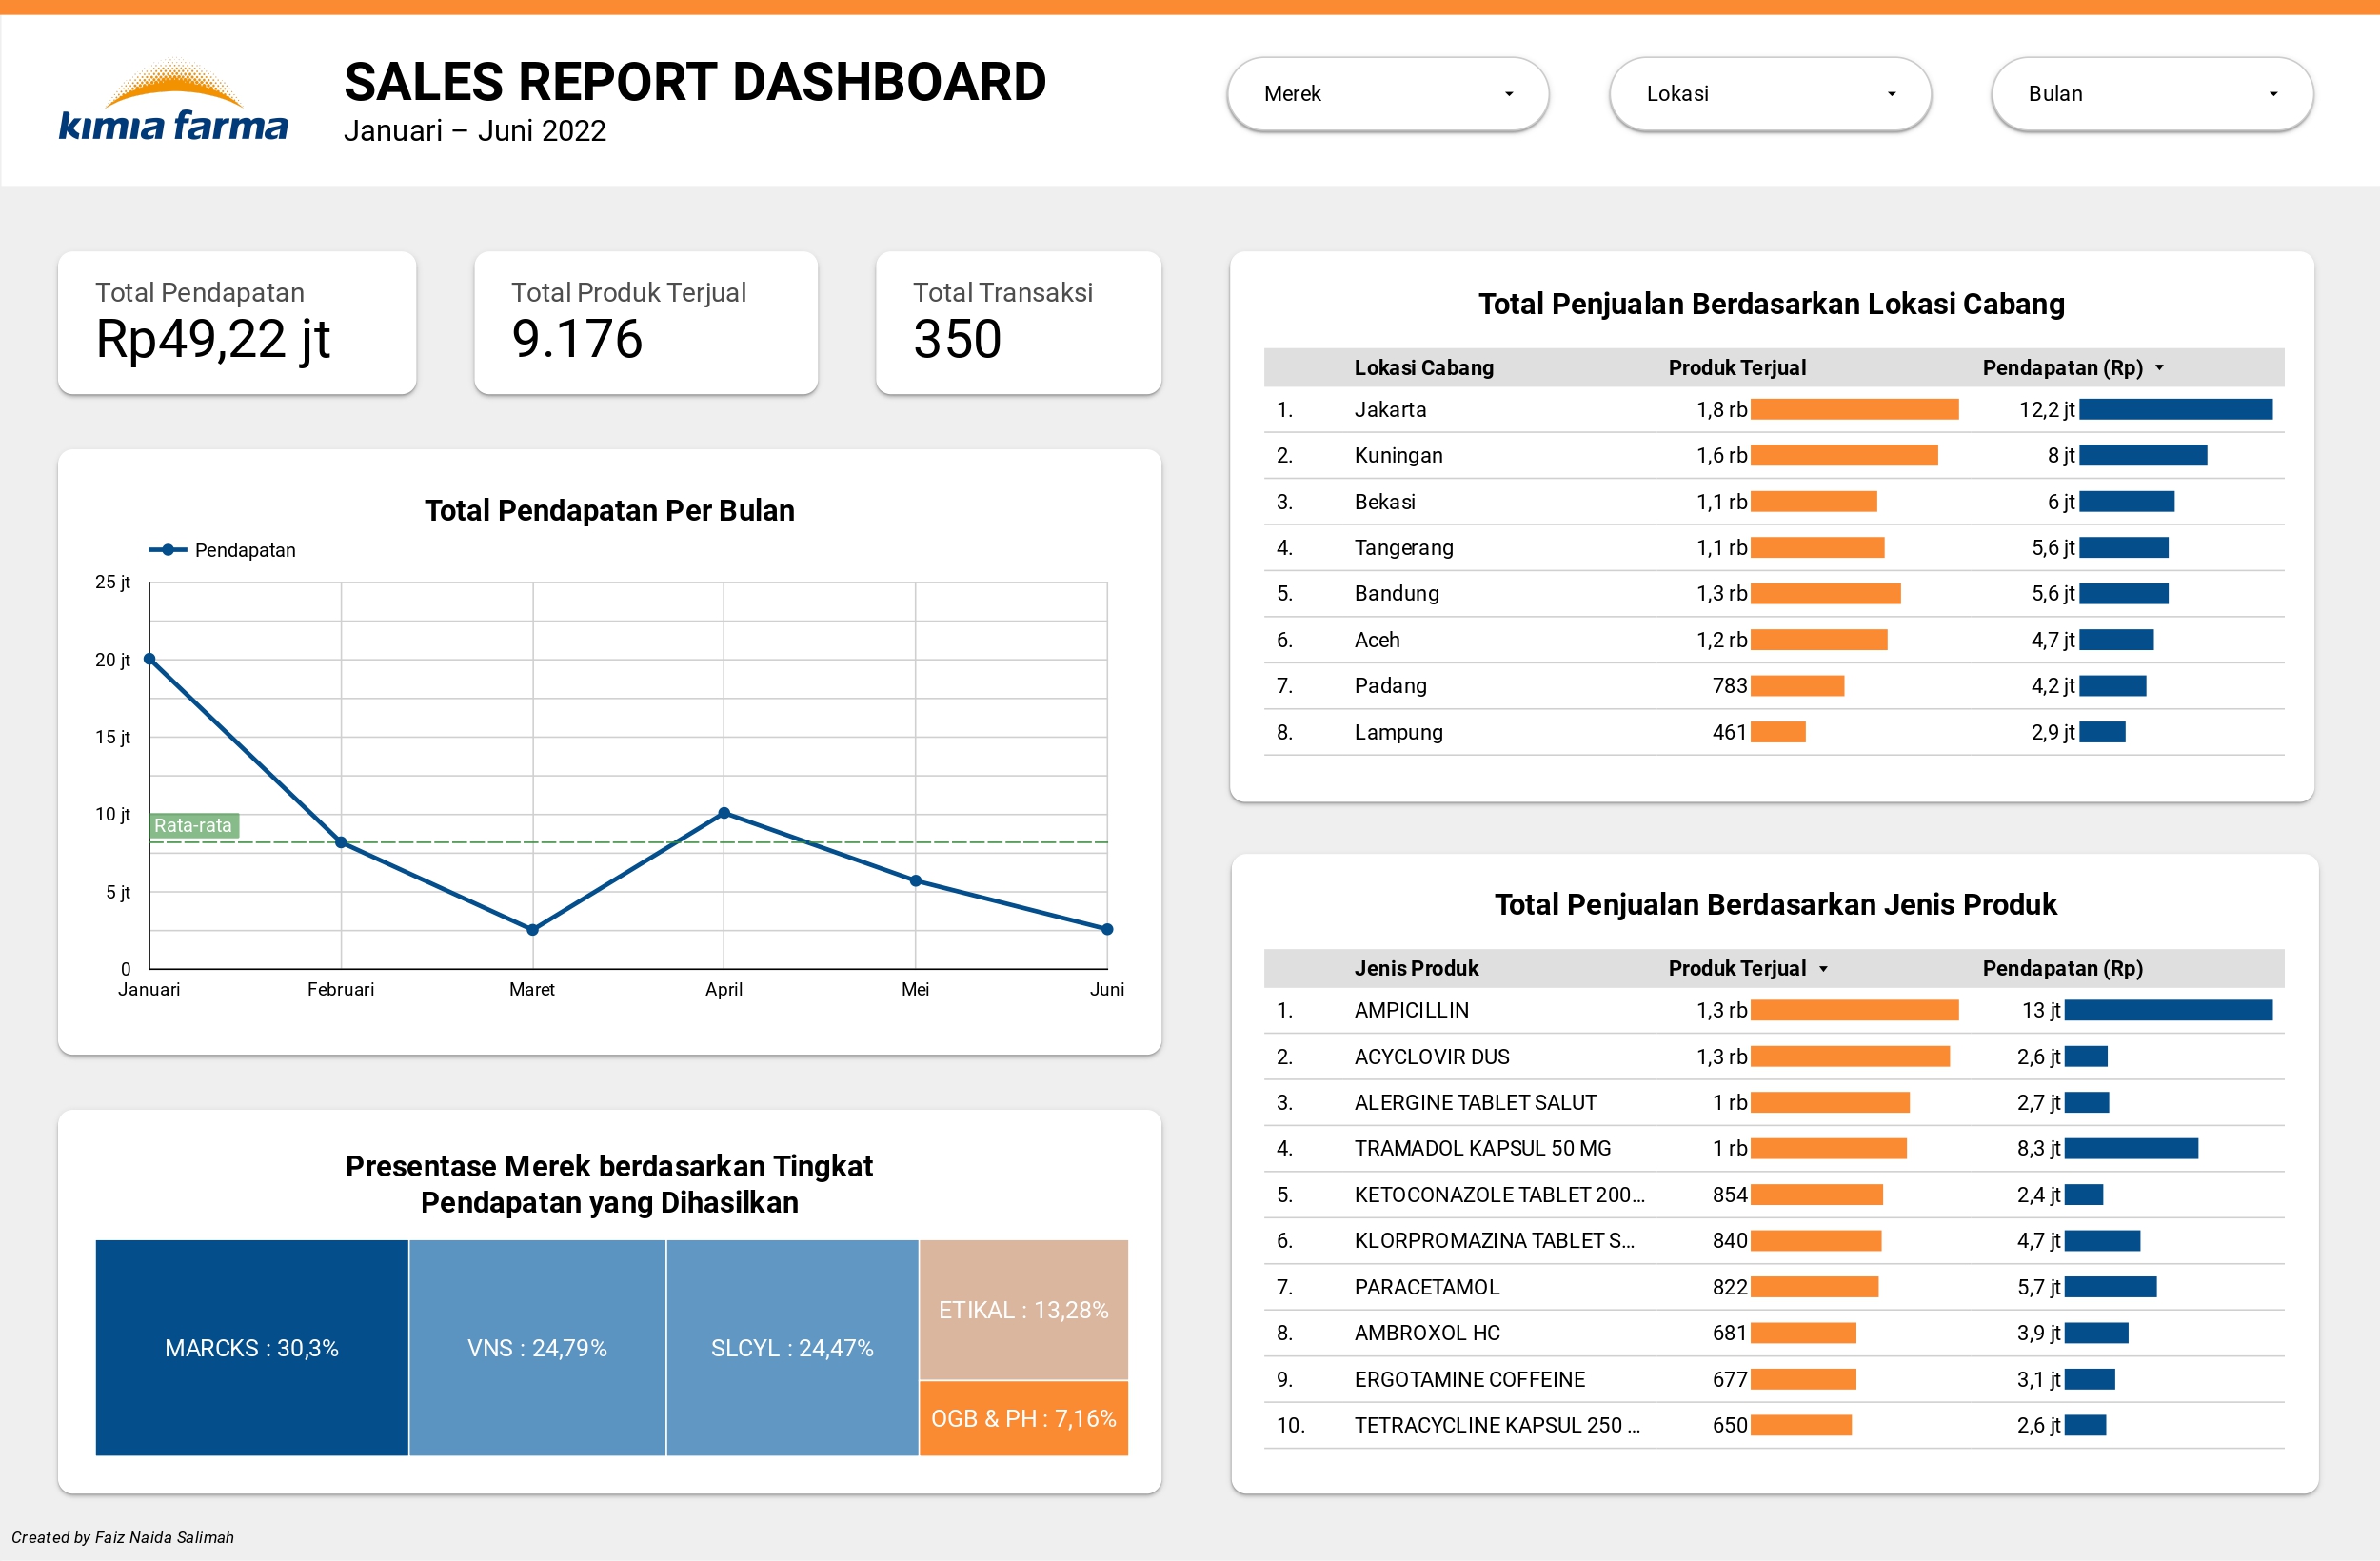 kimia farma
SALES REPORT DASHBOARD
Januari – Juni 2022
Merek
Lokasi
Bulan
Total Pendapatan
Rp49,22 jt
Total Produk Terjual
9.176
Total Transaksi
350
Total Pendapatan Per Bulan
Pendapatan
25 jt
20 jt
15 jt
10 jt
5 jt
0
Rata-rata
Januari Februari Maret April Mei Juni
Presentase Merek berdasarkan Tingkat
Pendapatan yang Dihasilkan
MARCKS : 30,3%
VNS : 24,79%
SLCYL : 24,47%
ETIKAL : 13,28%
OGB & PH : 7,16%
Total Penjualan Berdasarkan Lokasi Cabang
Lokasi Cabang Produk Terjual Pendapatan (Rp)
1. Jakarta 1,8 rb 12,2 jt
2. Kuningan 1,6 rb 8 jt
3. Bekasi 1,1 rb 6 jt
4. Tangerang 1,1 rb 5,6 jt
5. Bandung 1,3 rb 5,6 jt
6. Aceh 1,2 rb 4,7 jt
7. Padang 783 4,2 jt
8. Lampung 461 2,9 jt
Total Penjualan Berdasarkan Jenis Produk
Jenis Produk Produk Terjual Pendapatan (Rp)
1. AMPICILLIN 1,3 rb 13 jt
2. ACYCLOVIR DUS 1,3 rb 2,6 jt
3. ALERGINE TABLET SALUT 1 rb 2,7 jt
4. TRAMADOL KAPSUL 50 MG 1 rb 8,3 jt
5. KETOCONAZOLE TABLET 200... 854 2,4 jt
6. KLORPROMAZINA TABLET S... 840 4,7 jt
7. PARACETAMOL 822 5,7 jt
8. AMBROXOL HC 681 3,9 jt
9. ERGOTAMINE COFFEINE 677 3,1 jt
10. TETRACYCLINE KAPSUL 250 ... 650 2,6 jt
Created by Faiz Naida Salimah